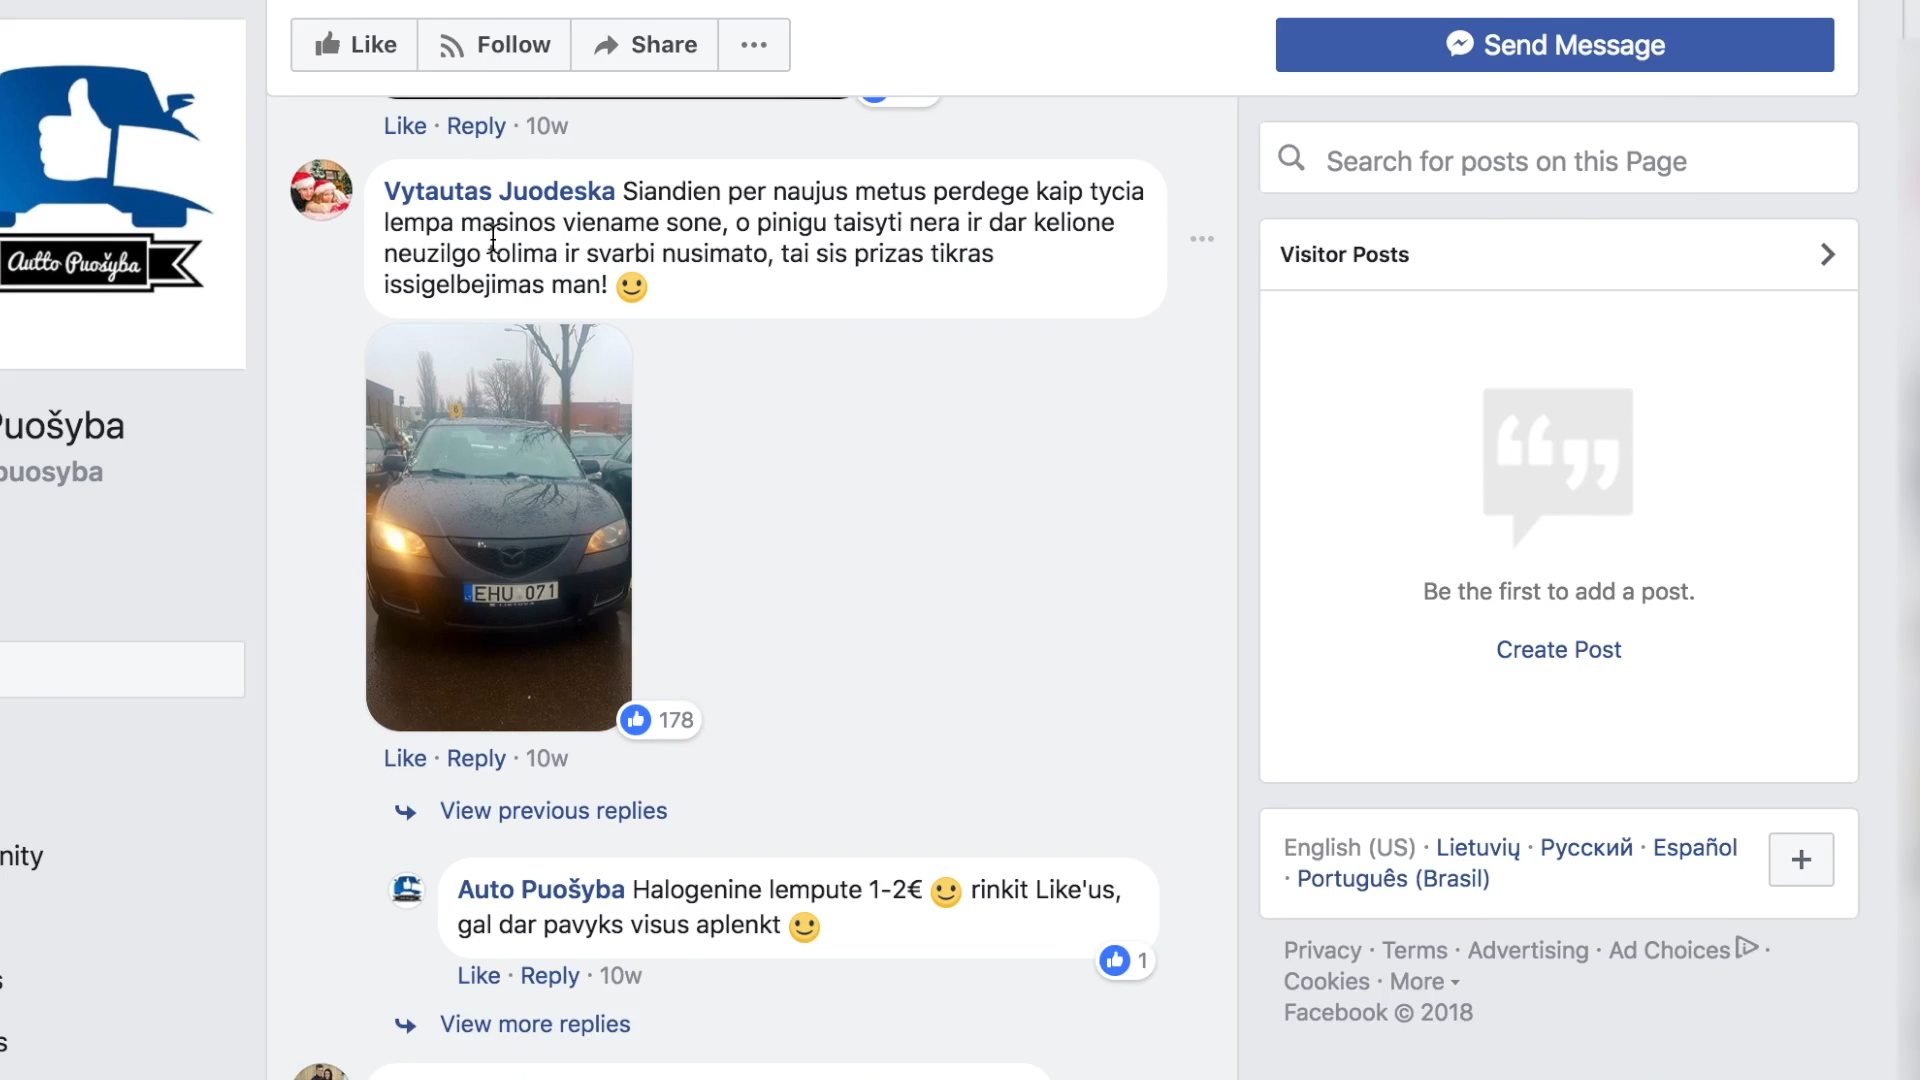 Like
Follow
Share
Send Message
Like · Reply · 10w
Search for posts on this Page
Vytautas Juodeska Siandien per naujus metus perdege kaip tycia
lempa masinos viename sone, o pinigu taisyti nera ir dar kelione
neuzilgo tolima ir svarbi nusimato, tai sis prizas tikras
issigelbejimas man!
Visitor Posts
Autto Puošyba
EHU 071
LIETUVA
178
Like · Reply · 10w
View previous replies
Puošyba
puosyba
Be the first to add a post.
Create Post
nity
Auto Puošyba Halogenine lempute 1-2€ rinkit Like'us,
gal dar pavyks visus aplenkt
1
Like · Reply · 10w
View more replies
s
s
English (US) · Lietuvių · Русский · Español
· Português (Brasil)
Privacy · Terms · Advertising · Ad Choices ·
Cookies · More
Facebook © 2018